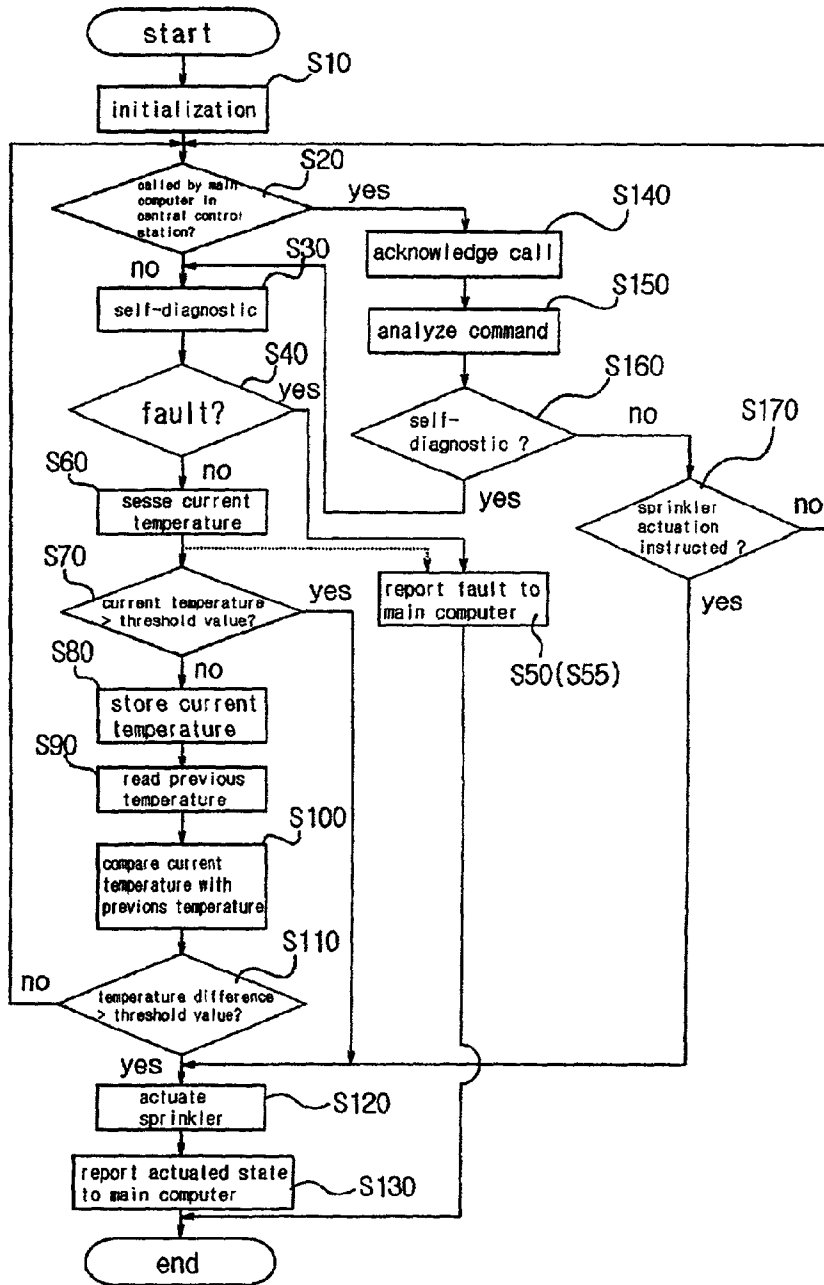 start
S10
initialization
S20
called by main
computer in
central control
station?
yes
no
S30
self-diagnostic
S40
yes
fault?
no
S60
sesse current
temperature
S70
current temperature
> threshold value?
yes
no
S80
store current
temperature
S90
read previous
temperature
S100
compare current
temperature with
previons temperature
S110
no
temperature difference
> threshold value?
yes
actuate
sprinkler
S120
report actuated state
to main computer
S130
end
S140
acknowledge call
S150
analyze command
S160
self-
diagnostic ?
no
yes
S170
sprinkler
actuation
instructed ?
no
yes
report fault to
main computer
S50(S55)